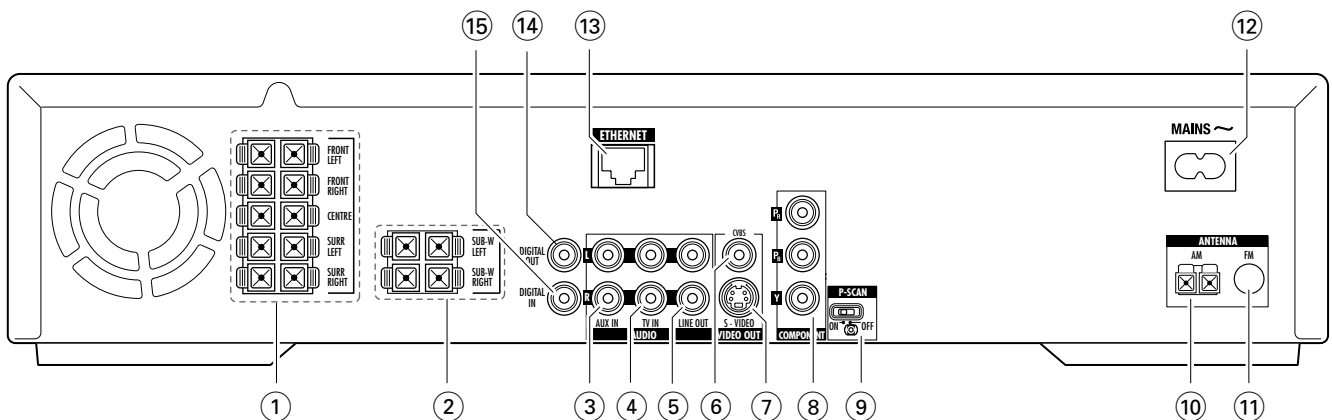 ⑮ ⑭ ⑬ ⑫
MAINS ~
ETHERNET
FRONT
LEFT
FRONT
RIGHT
CENTRE
SURR
LEFT
SURR
RIGHT
SUB-W
LEFT
SUB-W
RIGHT
DIGITAL
OUT
DIGITAL
IN
L
R
AUX IN
TV IN
LINE OUT
AUDIO
CVBS
S - VIDEO
VIDEO OUT
PR
PB
Y
COMPONENT
P-SCAN
ON OFF
ANTENNA
AM FM
① ② ③ ④ ⑤ ⑥ ⑦ ⑧ ⑨ ⑩ ⑪